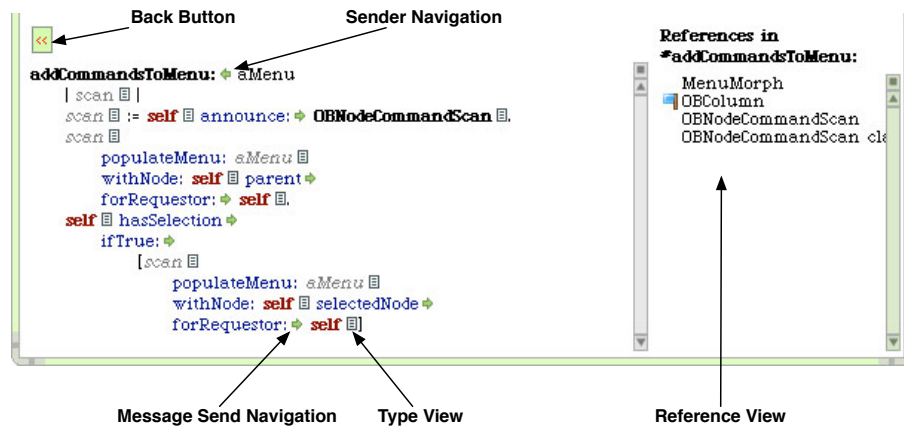 Back Button
Sender Navigation
<<
addCommandsToMenu: aMenu
| scan |
scan := self announce: OBNodeCommandScan .
scan
populateMenu: aMenu
withNode: self parent
forRequestor: self .
self hasSelection
ifTrue:
[scan
populateMenu: aMenu
withNode: self selectedNode
forRequestor: self ]
References in
#addCommandsToMenu:
MenuMorph
OBColumn
OBNodeCommandScan
OBNodeCommandScan cla
Message Send Navigation
Type View
Reference View